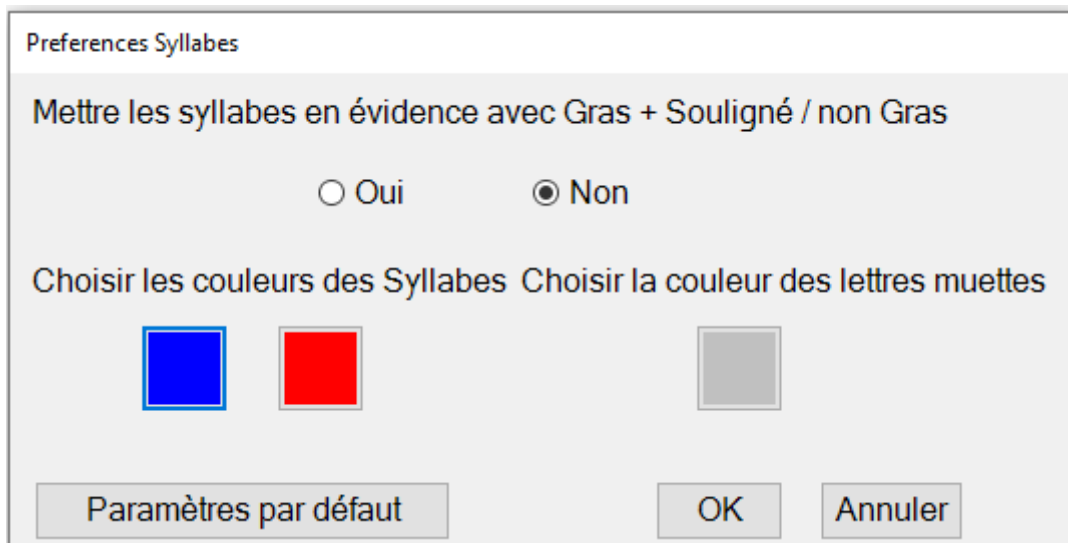 Preferences Syllabes
Mettre les syllabes en évidence avec Gras + Souligné / non Gras
Oui Non
Choisir les couleurs des Syllabes Choisir la couleur des lettres muettes
Paramètres par défaut OK Annuler